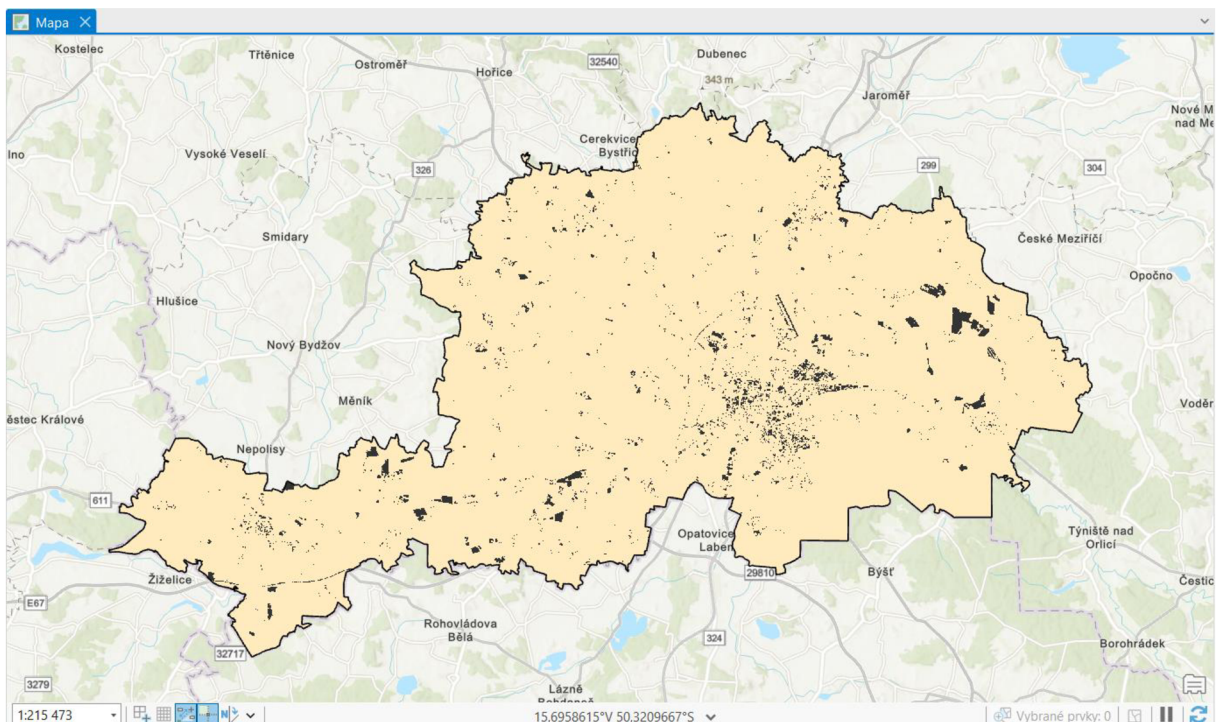 Mapa
Kostelec
Třtěnice
Ostroměř
Hořice
32540
Dubenec
343 m
Jaroměř
Nové M
nad Me
lno
Vysoké Veselí
326
Cerekvice
Bystřic
299
304
Smidary
České Meziříčí
Opočno
Hlušice
Nový Bydžov
Měník
ěstec Králové
Voděr
Nepolisy
611
Opatovice
Labem
Týniště nad
Orlicí
Žiželice
29810
Býšť
Čestic
E67
Rohovládova
Bělá
324
32717
Borohrádek
3279
Lázně
Bohdaneč
1:215 473
15.6958615°V 50.3209667°S
Vybrané prvky: 0